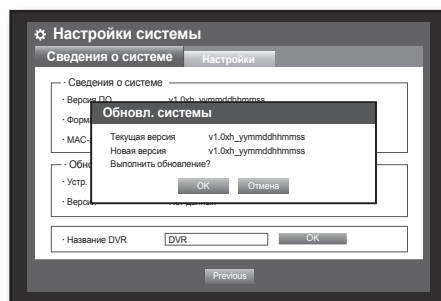 Настройки системы
Сведения о системе
Настройки
· Сведения о системе
· Версия ПО v1.0xh_yymmddhhmmss
Обновл. системы
Текущая версия v1.0xh_yymmddhhmmss
Новая версия v1.0xh_yymmddhhmmss
Выполнить обновление?
OK Отмена
· Устр.
· Название DVR DVR OK
Previous